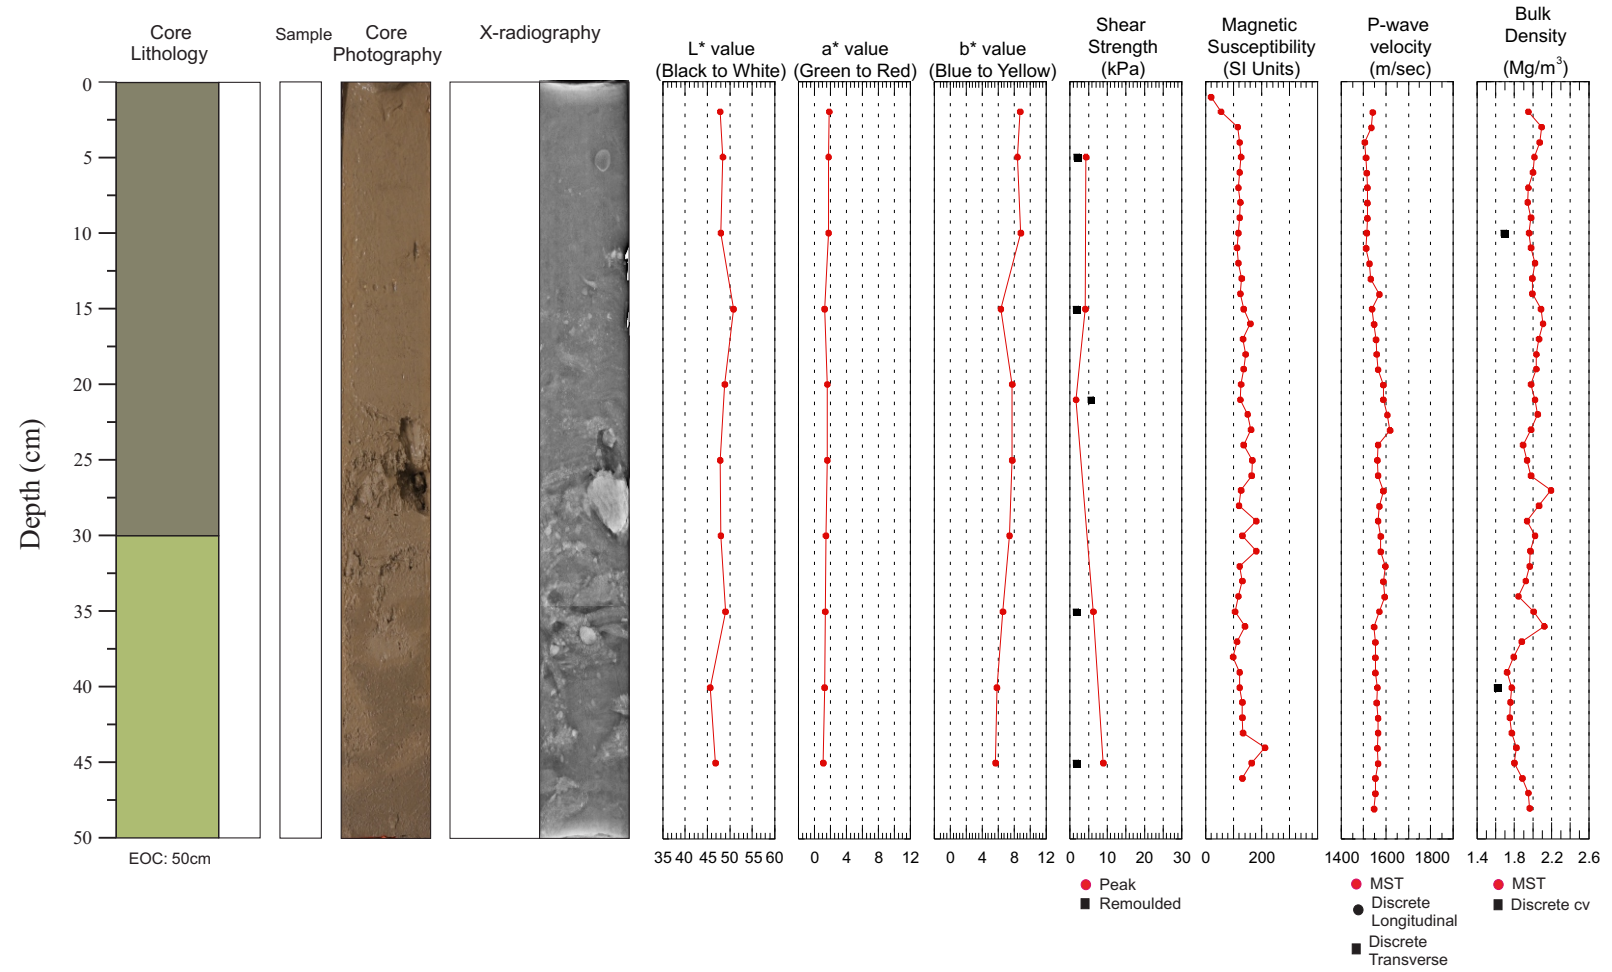 Core
Lithology
Sample
Core
Photography
X-radiography
L* value
(Black to White)
a* value
(Green to Red)
b* value
(Blue to Yellow)
Shear
Strength
(kPa)
Magnetic
Susceptibility
(SI Units)
P-wave
velocity
(m/sec)
Bulk
Density
(Mg/m³)
Depth (cm)
0
5
10
15
20
25
30
35
40
45
50
EOC: 50cm
35 40 45 50 55 60
0 4 8 12
0 4 8 12
0 10 20 30
0 200
1400 1600 1800
1.4 1.8 2.2 2.6
Peak
Remoulded
MST
Discrete
Longitudinal
Discrete
Transverse
MST
Discrete cv